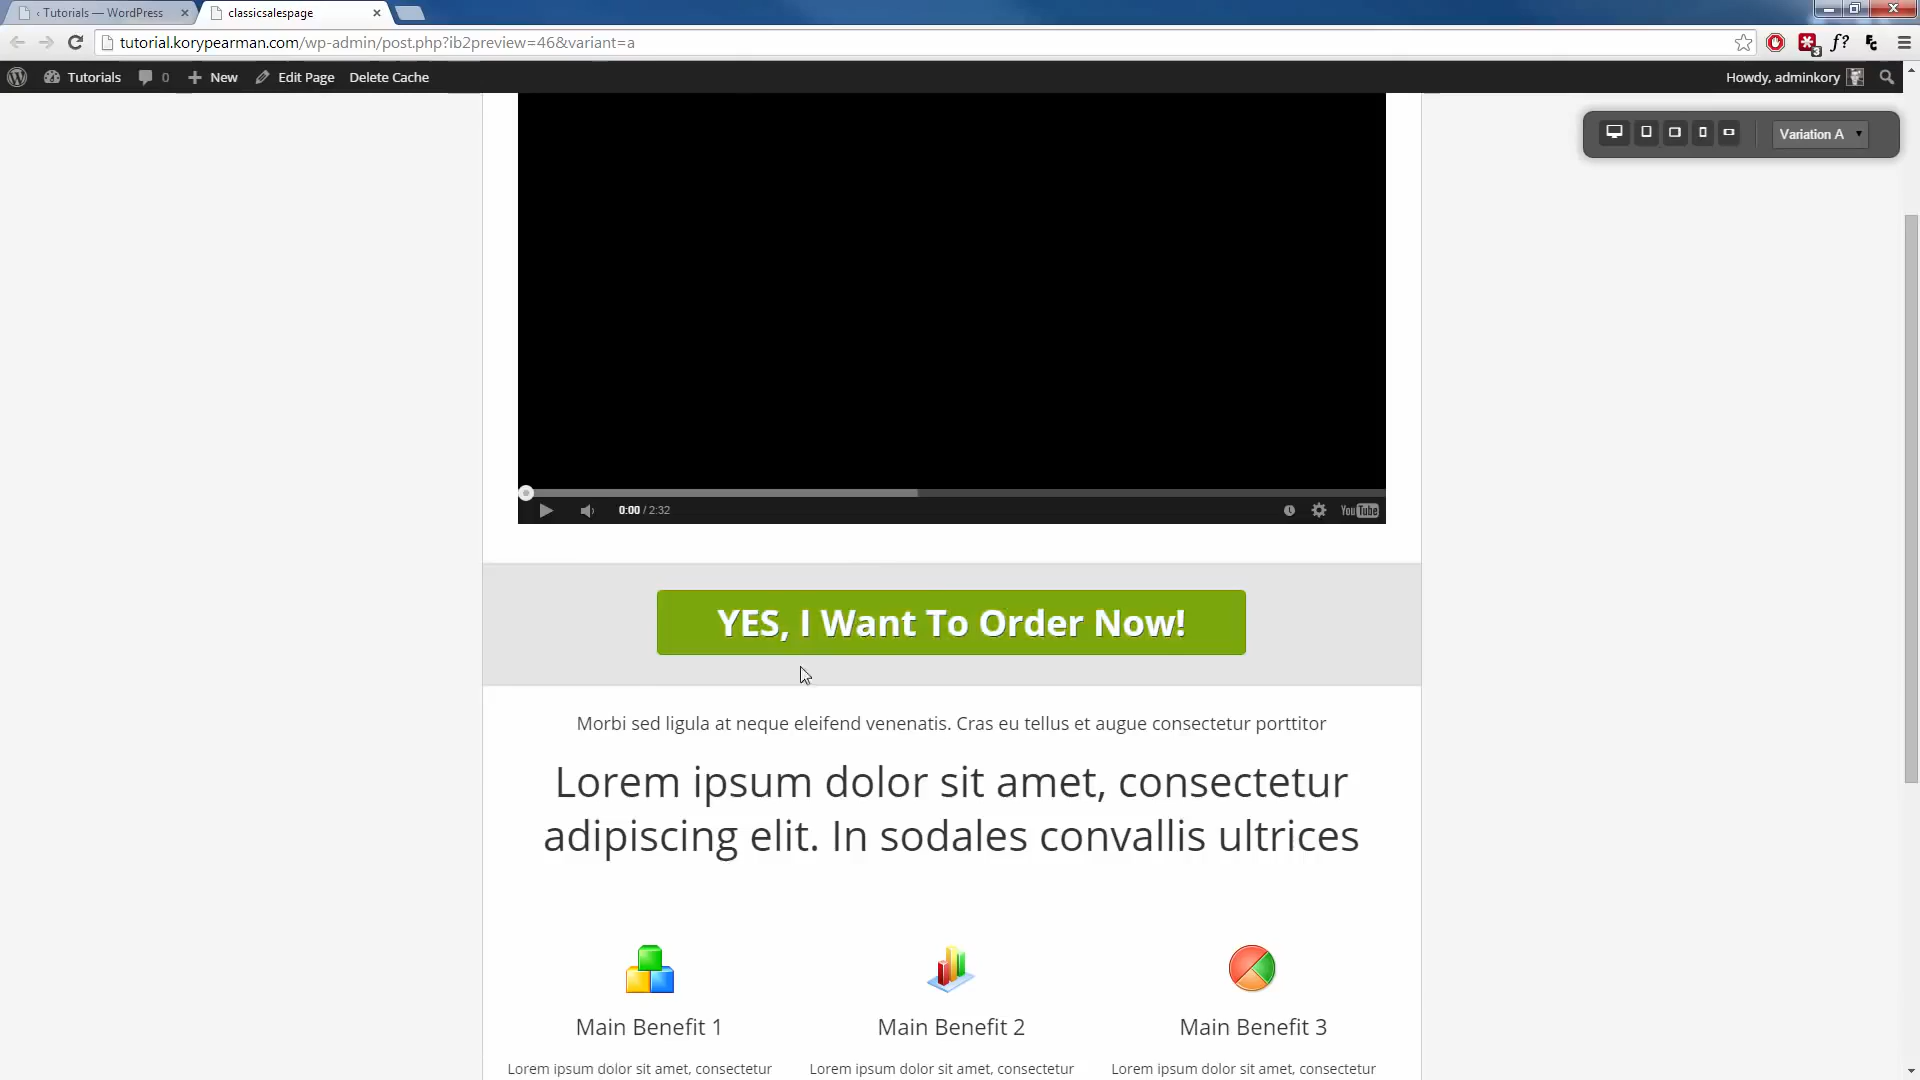 ‹ Tutorials — WordPress
classicsalespage
tutorial.korypearman.com/wp-admin/post.php?ib2preview=46&variant=a
Tutorials 0 New Edit Page Delete Cache Howdy, adminkory
Variation A
0:00 / 2:32 YouTube
YES, I Want To Order Now!
Morbi sed ligula at neque eleifend venenatis. Cras eu tellus et augue consectetur porttitor
Lorem ipsum dolor sit amet, consectetur
adipiscing elit. In sodales convallis ultrices
Main Benefit 1
Main Benefit 2
Main Benefit 3
Lorem ipsum dolor sit amet, consectetur
Lorem ipsum dolor sit amet, consectetur
Lorem ipsum dolor sit amet, consectetur